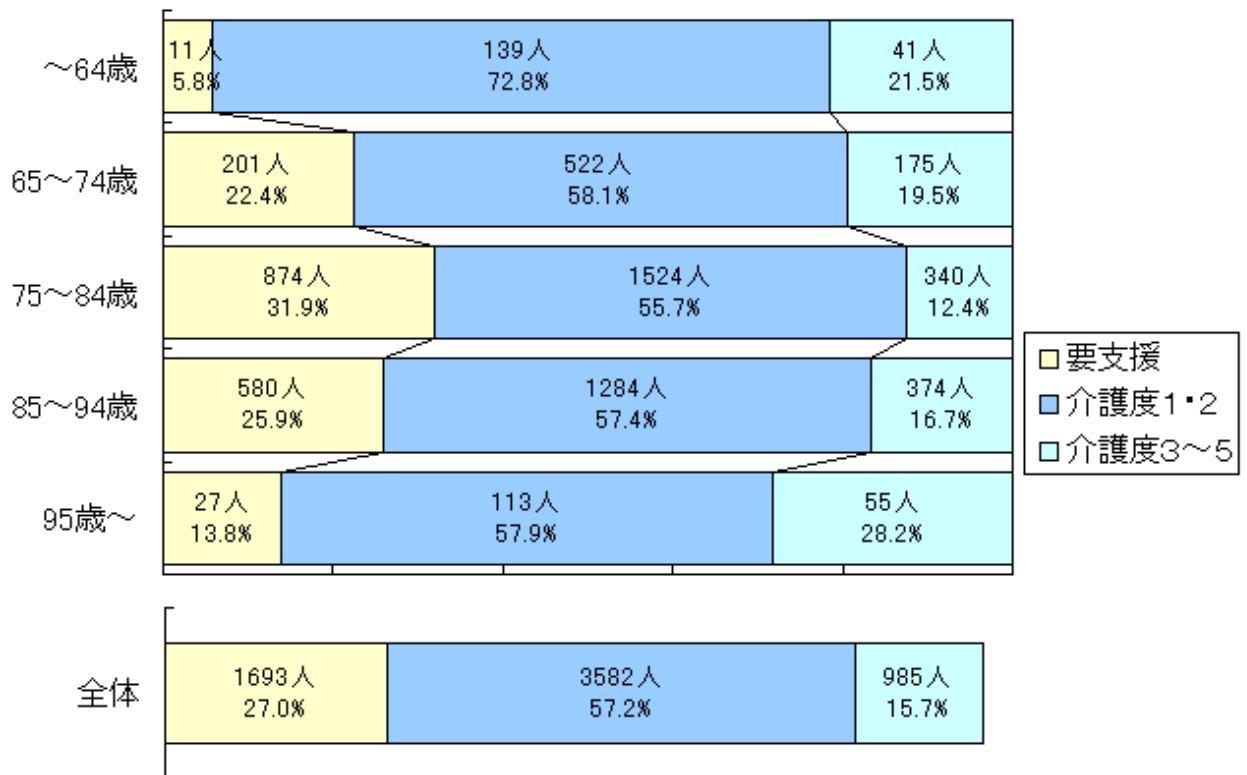 ～64歳
11人
5.8%
139人
72.8%
41人
21.5%
65～74歳
201人
22.4%
522人
58.1%
175人
19.5%
75～84歳
874人
31.9%
1524人
55.7%
340人
12.4%
85～94歳
580人
25.9%
1284人
57.4%
374人
16.7%
95歳～
27人
13.8%
113人
57.9%
55人
28.2%
要支援
介護度1・2
介護度3～5
全体
1693人
27.0%
3582人
57.2%
985人
15.7%